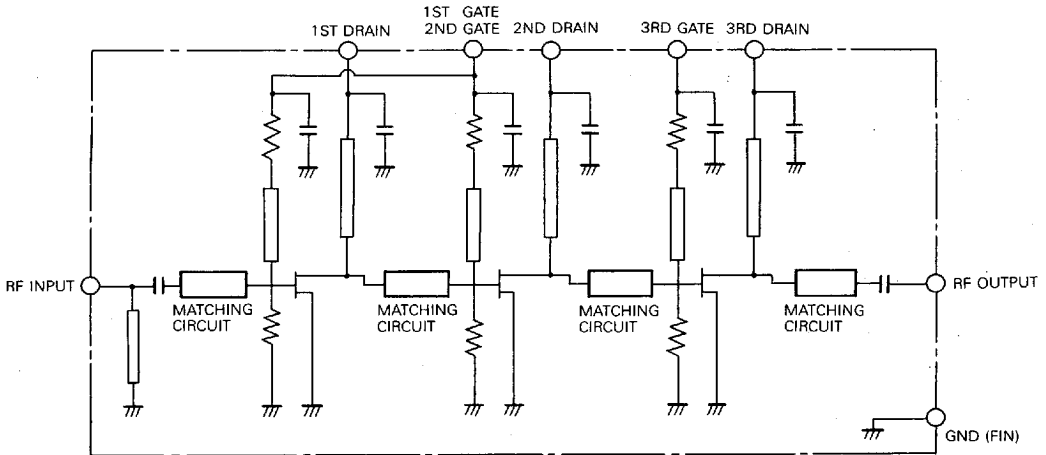 1ST GATE
1ST DRAIN 2ND GATE 2ND DRAIN 3RD GATE 3RD DRAIN
RF INPUT
MATCHING
CIRCUIT
MATCHING
CIRCUIT
MATCHING
CIRCUIT
MATCHING
CIRCUIT
RF OUTPUT
GND (FIN)